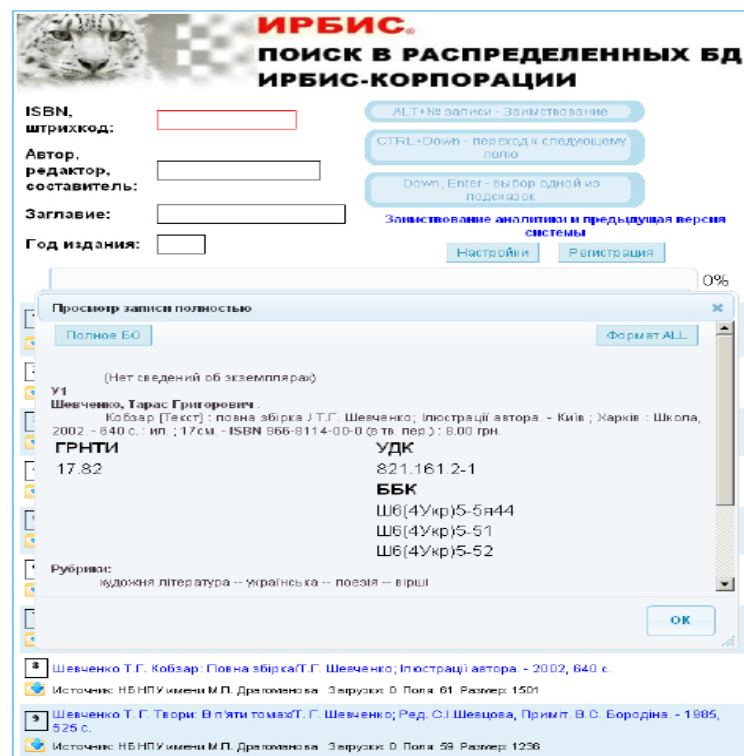 ИРБИС®
ПОИСК В РАСПРЕДЕЛЕННЫХ БД
ИРБИС-КОРПОРАЦИИ
ISBN,
штрихкод:
ALT+№ записи - Заимствование
CTRL+Down - переход к следующему
полю
Автор,
редактор,
составитель:
Down, Enter - выбор одной из
подсказок
Заглавие:
Заимствование аналитики и предыдущая версия
системы
Год издания:
Настройки Регистрация
0%
Просмотр записи полностью
Полное БО Формат ALL
(Нет сведений об экземплярах)
У1
Шевченко, Тарас Григорович .
Кобзар [Текст] : повна збірка / Т.Г. Шевченко; Ілюстрації автора. - Київ ; Харків : Школа,
2002. - 640 с. : ил. ; 17см. - ISBN 966-8114-00-0 (в тв. пер.) : 8.00 грн.
ГРНТИ УДК
17.82 821.161.2-1
ББК
Ш6(4Укр)5-5я44
Ш6(4Укр)5-51
Ш6(4Укр)5-52
Рубрики:
художня література -- українська -- поезія -- вірші
OK
8 Шевченко Т.Г. Кобзар: Повна збірка/Т.Г. Шевченко; Ілюстрації автора. - 2002, 640 с.
Источник: НБ НПУ имени М.П. Драгоманова Загрузки: 0 Поля: 61 Размер: 1501
9 Шевченко Т. Г. Твори: В п'яти томах/Т. Г. Шевченко; Ред. С.І.Шевцова, Приміт. В.С. Бородіна. - 1985,
525 с.
Источник: НБ НПУ имени М.П. Драгоманова Загрузки: 0 Поля: 59 Размер: 1236